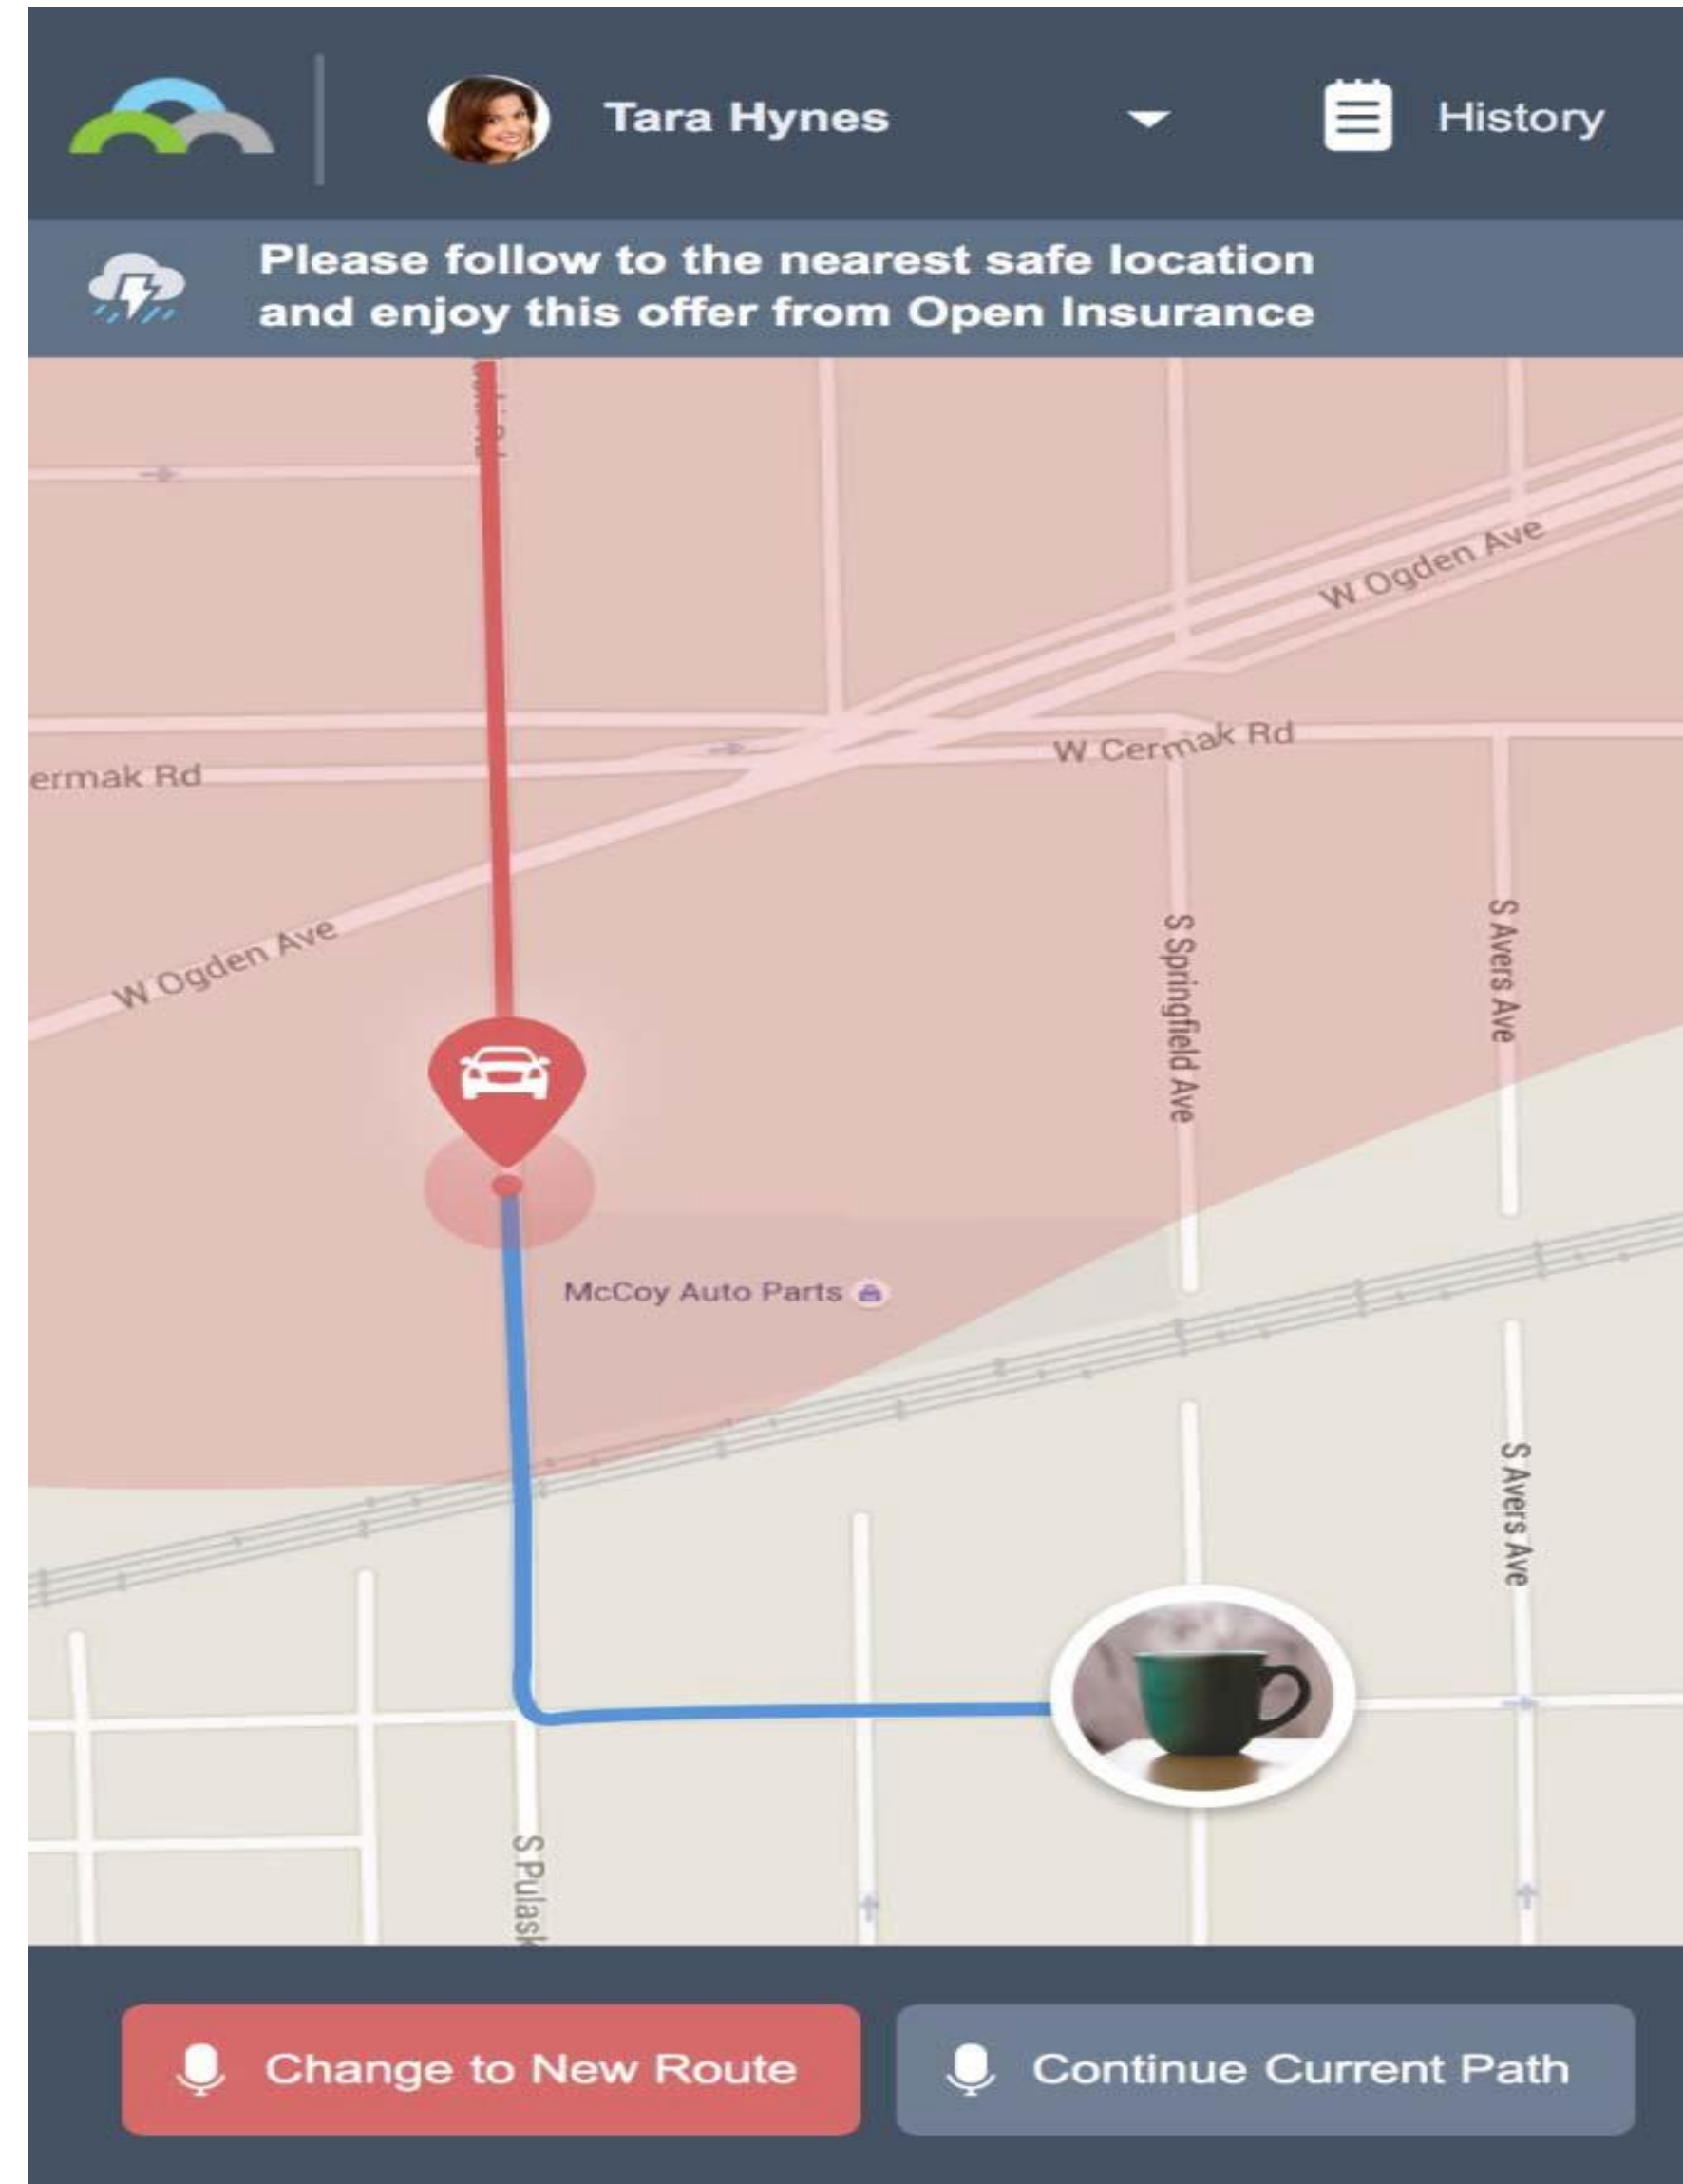 Tara Hynes
History
Please follow to the nearest safe location
and enjoy this offer from Open Insurance
W Ogden Ave
W Cermak Rd
ermak Rd
W Ogden Ave
S Springfield Ave
S Avers Ave
McCoy Auto Parts
S Avers Ave
S Pulask
Change to New Route
Continue Current Path